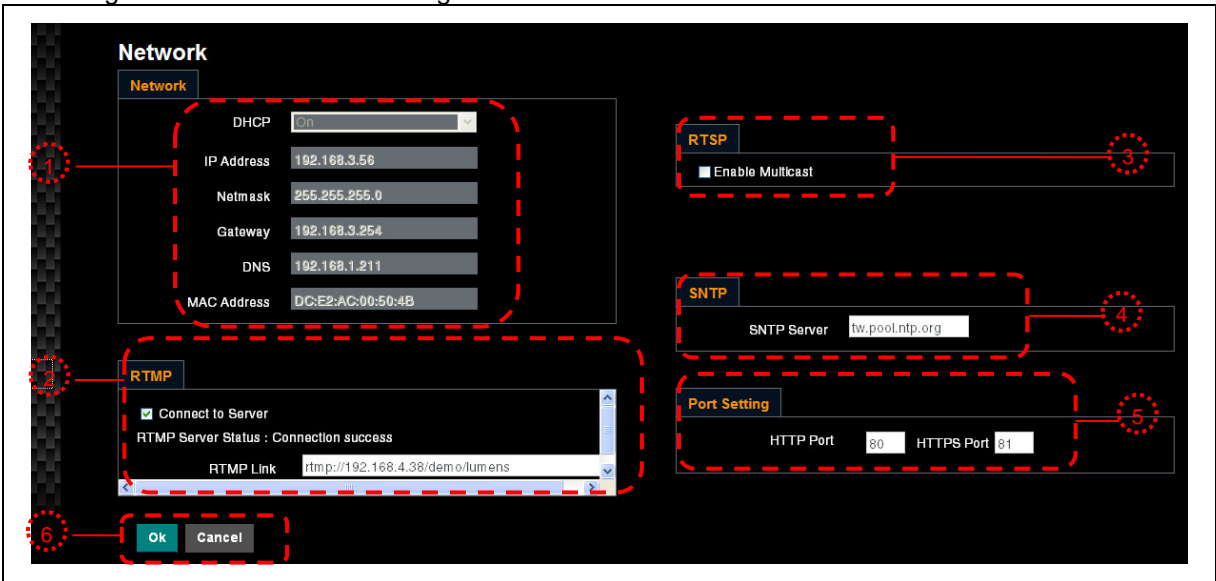 Network
Network
DHCP On
IP Address 192.168.3.56
Netmask 255.255.255.0
Gateway 192.168.3.254
DNS 192.168.1.211
MAC Address DC:E2:AC:00:50:4B
1
RTSP
Enable Multicast
3
SNTP
SNTP Server tw.pool.ntp.org
4
RTMP
2
Connect to Server
RTMP Server Status : Connection success
RTMP Link rtmp://192.168.4.38/demo/lumens
Port Setting
HTTP Port 80 HTTPS Port 81
5
6
Ok Cancel